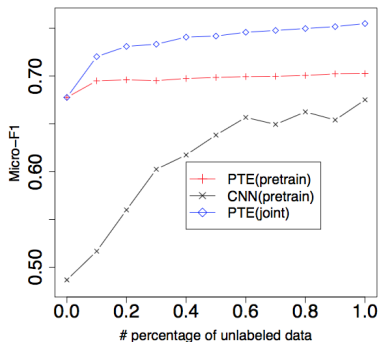 Micro−F1
0.70
0.60
0.50
PTE(pretrain)
CNN(pretrain)
PTE(joint)
0.0 0.2 0.4 0.6 0.8 1.0
# percentage of unlabeled data